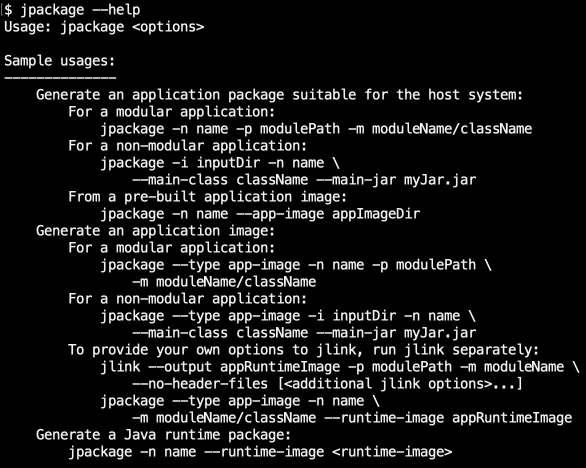 $ jpackage --help
Usage: jpackage <options>

Sample usages:
--------------
    Generate an application package suitable for the host system:
        For a modular application:
            jpackage -n name -p modulePath -m moduleName/className
        For a non-modular application:
            jpackage -i inputDir -n name \
                --main-class className --main-jar myJar.jar
        From a pre-built application image:
            jpackage -n name --app-image appImageDir
    Generate an application image:
        For a modular application:
            jpackage --type app-image -n name -p modulePath \
                -m moduleName/className
        For a non-modular application:
            jpackage --type app-image -i inputDir -n name \
                --main-class className --main-jar myJar.jar
        To provide your own options to jlink, run jlink separately:
            jlink --output appRuntimeImage -p modulePath -m moduleName \
                --no-header-files [<additional jlink options>...]
            jpackage --type app-image -n name \
                -m moduleName/className --runtime-image appRuntimeImage
    Generate a Java runtime package:
        jpackage -n name --runtime-image <runtime-image>